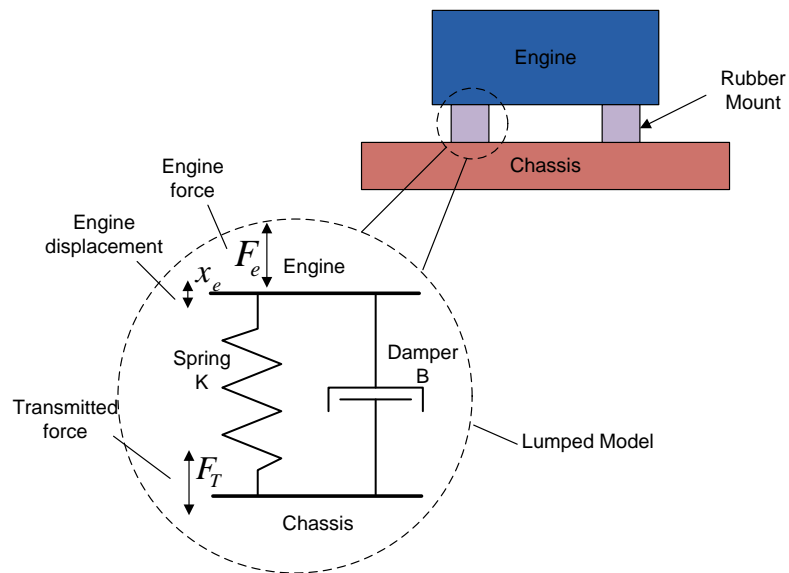 Engine
Rubber
Mount
Chassis
Engine
force
Engine
displacement
F_e
Engine
x_e
Spring
K
Damper
B
Transmitted
force
Lumped Model
F_T
Chassis